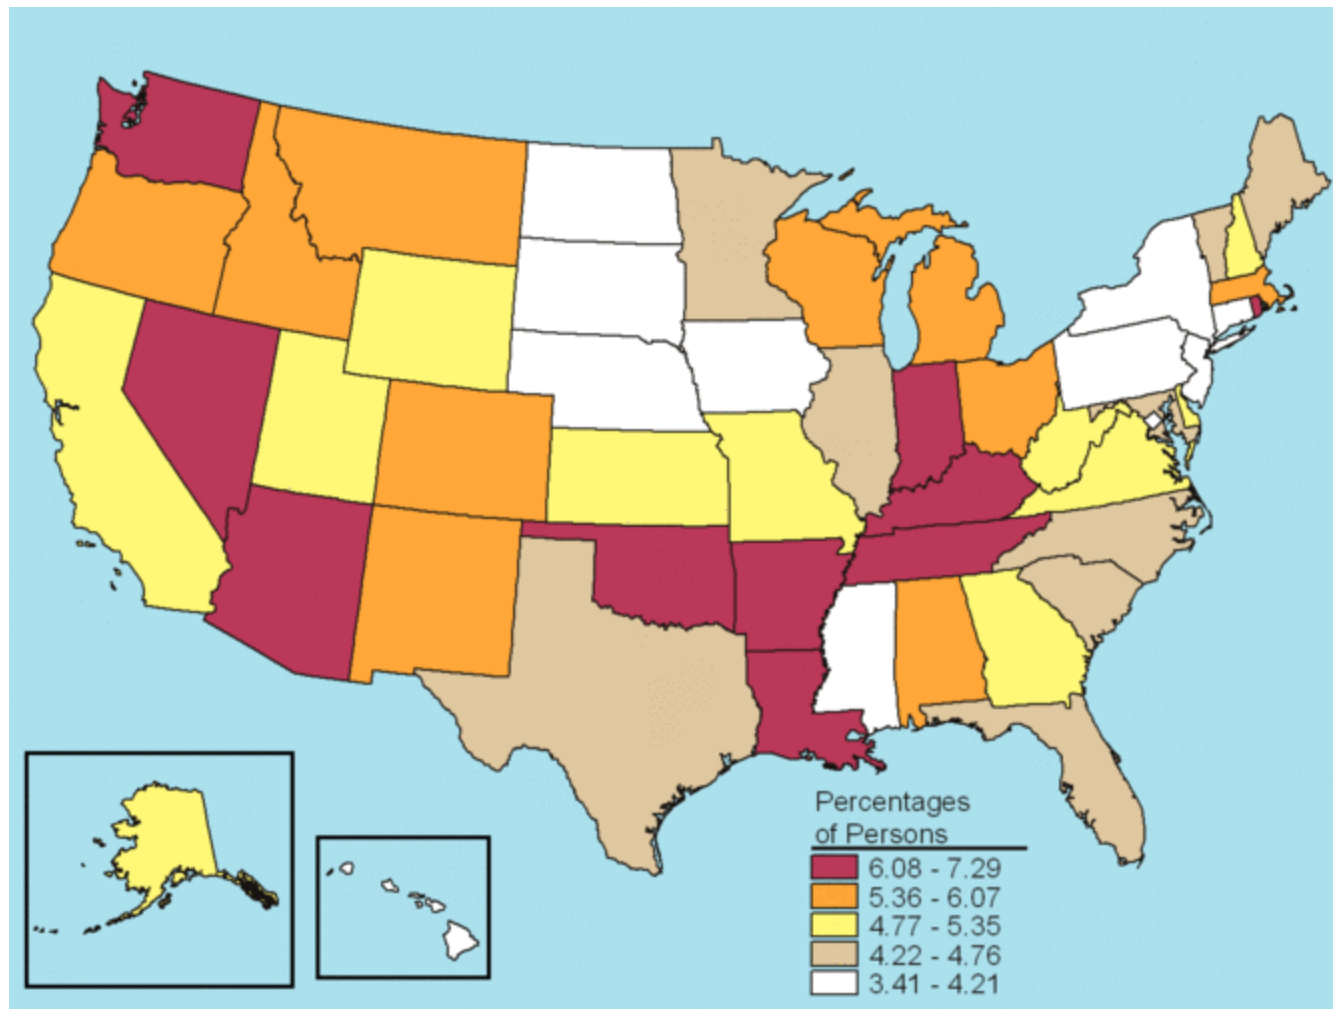 Percentages
of Persons
6.08 - 7.29
5.36 - 6.07
4.77 - 5.35
4.22 - 4.76
3.41 - 4.21